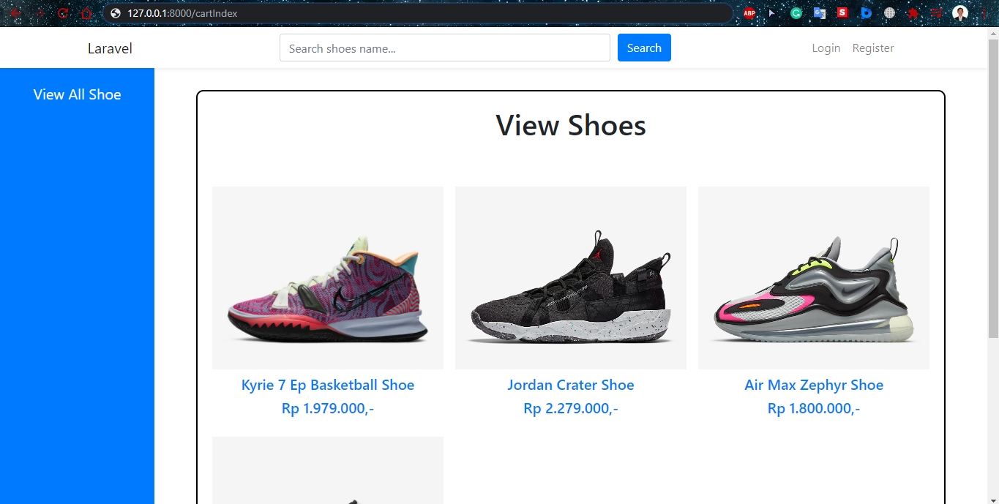 127.0.0.1:8000/cartIndex
ABP
Laravel
Search shoes name...
Search
Login
Register
View All Shoe
View Shoes
Kyrie 7 Ep Basketball Shoe
Jordan Crater Shoe
Air Max Zephyr Shoe
Rp 1.979.000,-
Rp 2.279.000,-
Rp 1.800.000,-